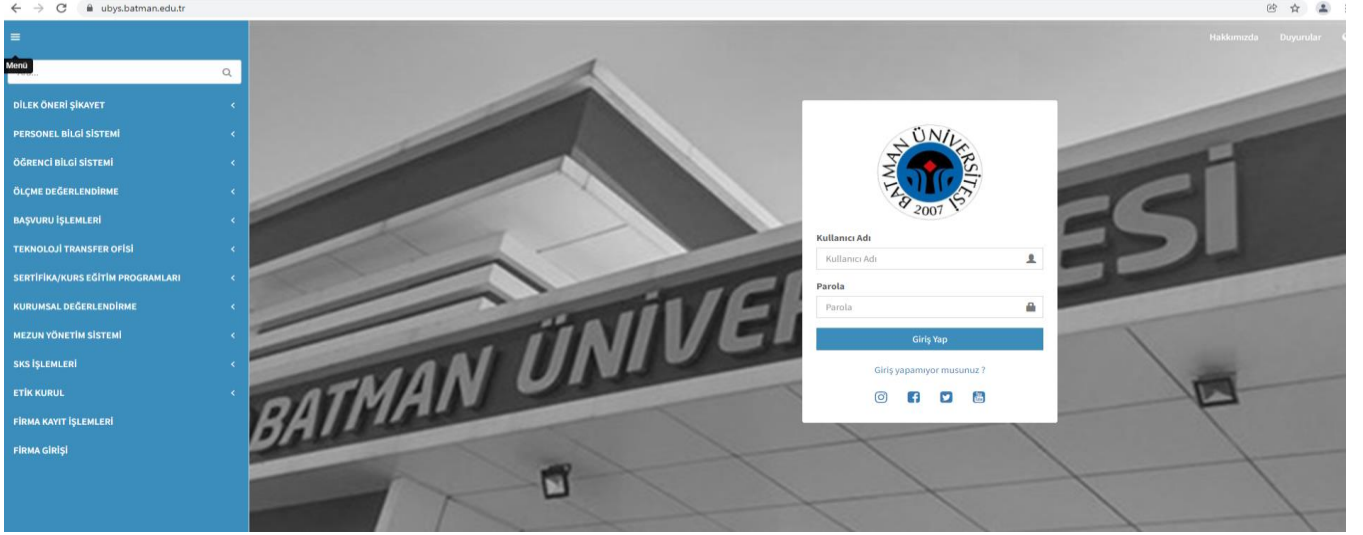 ubys.batman.edu.tr
Hakkımızda Duyurular
Menü
DİLEK ÖNERİ ŞİKAYET
PERSONEL BİLGİ SİSTEMİ
ÖĞRENCİ BİLGİ SİSTEMİ
ÖLÇME DEĞERLENDİRME
BAŞVURU İŞLEMLERİ
TEKNOLOJİ TRANSFER OFİSİ
SERTİFİKA/KURS EĞİTİM PROGRAMLARI
KURUMSAL DEĞERLENDİRME
MEZUN YÖNETİM SİSTEMİ
SKS İŞLEMLERİ
ETİK KURUL
FİRMA KAYIT İŞLEMLERİ
FİRMA GİRİŞİ
BATMAN ÜNİVER
ESİ
BATMAN ÜNİVERSİTESİ
2007
Kullanıcı Adı
Kullanıcı Adı
Parola
Parola
Giriş Yap
Giriş yapamıyor musunuz ?